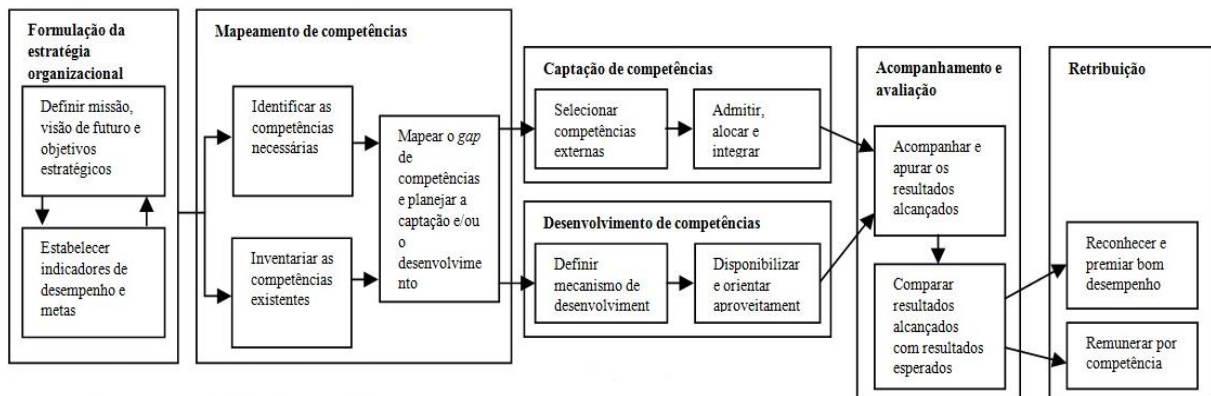 Formulação da
estratégia
organizacional
Definir missão,
visão de futuro e
objetivos
estratégicos
Estabelecer
indicadores de
desempenho e
metas
Mapeamento de competências
Identificar as
competências
necessárias
Inventariar as
competências
existentes
Mapear o gap
de
competências
e planejar a
captação e/ou
o
desenvolvime
nto
Captação de competências
Selecionar
competências
externas
Admitir,
alocar e
integrar
Desenvolvimento de competências
Definir
mecanismo de
desenvolviment
Disponibilizar
e orientar
aproveitament
Acompanhamento e
avaliação
Acompanhar e
apurar os
resultados
alcançados
Comparar
resultados
alcançados
com resultados
esperados
Retribuição
Reconhecer e
premiar bom
desempenho
Remunerar por
competência